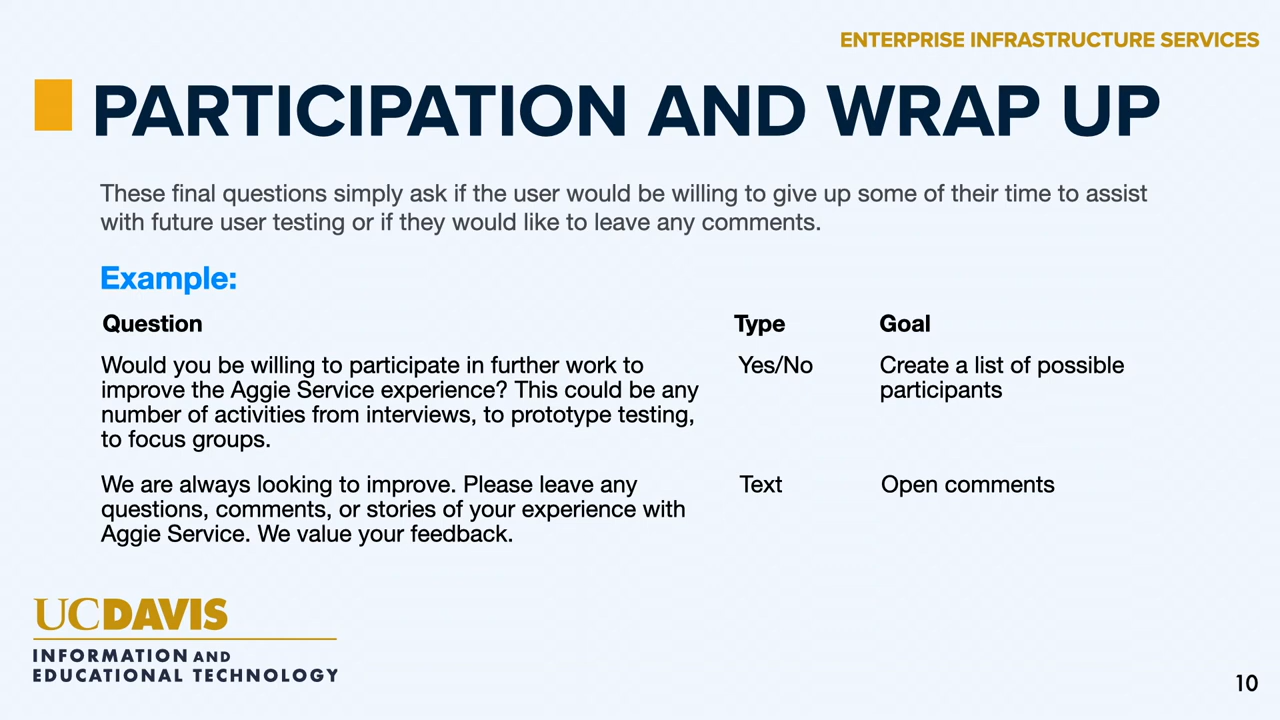 ENTERPRISE INFRASTRUCTURE SERVICES
PARTICIPATION AND WRAP UP
These final questions simply ask if the user would be willing to give up some of their time to assist
with future user testing or if they would like to leave any comments.
Example:
Question Type Goal
Would you be willing to participate in further work to
improve the Aggie Service experience? This could be any
number of activities from interviews, to prototype testing,
to focus groups.
Yes/No
Create a list of possible
participants
We are always looking to improve. Please leave any
questions, comments, or stories of your experience with
Aggie Service. We value your feedback.
Text
Open comments
UCDAVIS
INFORMATION AND
EDUCATIONAL TECHNOLOGY
10